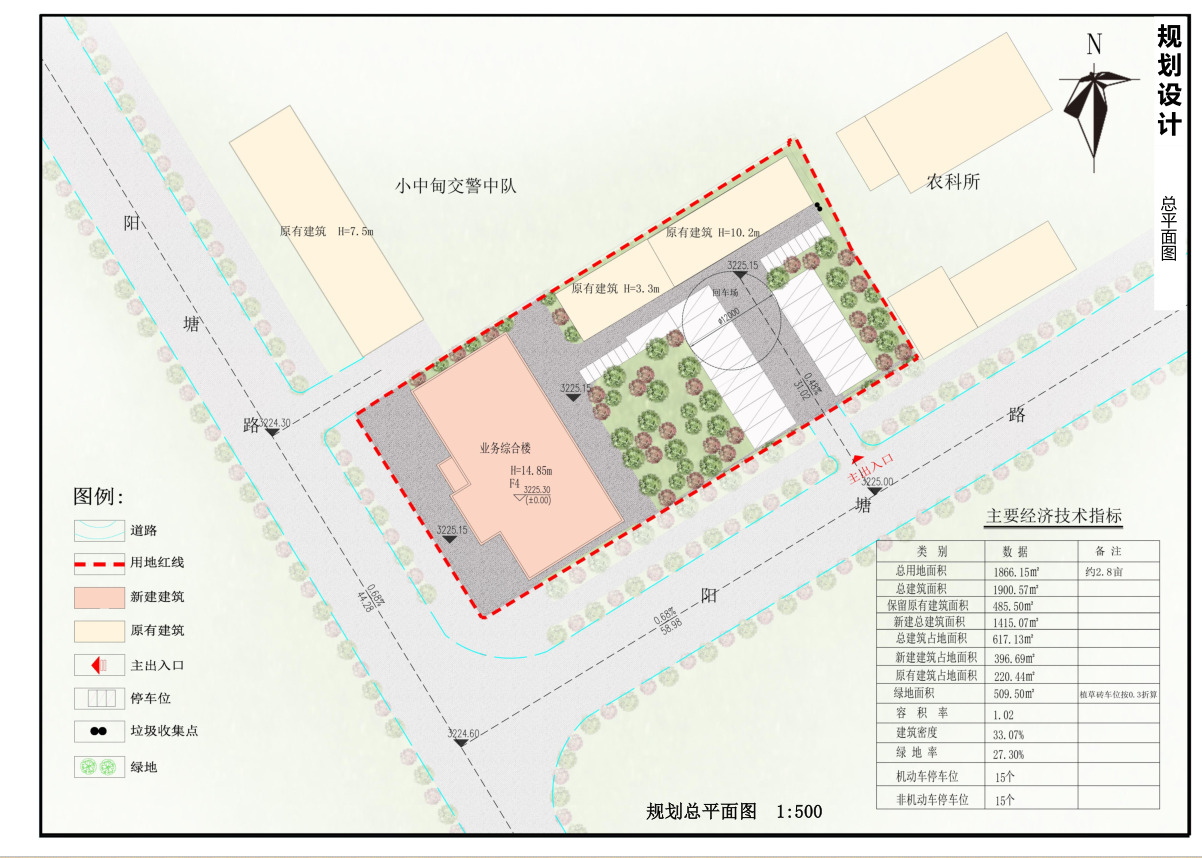 规划设计
总平面图
N
小中甸交警中队
农科所
原有建筑 H=7.5m
原有建筑 H=10.2m
原有建筑 H=3.3m
3225.15
回车场
ø12000
阳
塘
路
3224.30
3225.15
0.48%
31.02
路
业务综合楼
H=14.85m
F4
3225.30
(±0.00)
主出入口
3225.00
塘
3225.15
阳
0.68%
44.28
0.68%
58.98
3224.60
图例:
道路
用地红线
新建建筑
原有建筑
主出入口
停车位
垃圾收集点
绿地
主要经济技术指标
类 别 数 据 备 注
总用地面积 1866.15㎡ 约2.8亩
总建筑面积 1900.57㎡
保留原有建筑面积 485.50㎡
新建总建筑面积 1415.07㎡
总建筑占地面积 617.13㎡
新建建筑占地面积 396.69㎡
原有建筑占地面积 220.44㎡
绿地面积 509.50㎡ 植草砖车位按0.3折算
容 积 率 1.02
建筑密度 33.07%
绿 地 率 27.30%
机动车停车位 15个
非机动车停车位 15个
规划总平面图 1:500